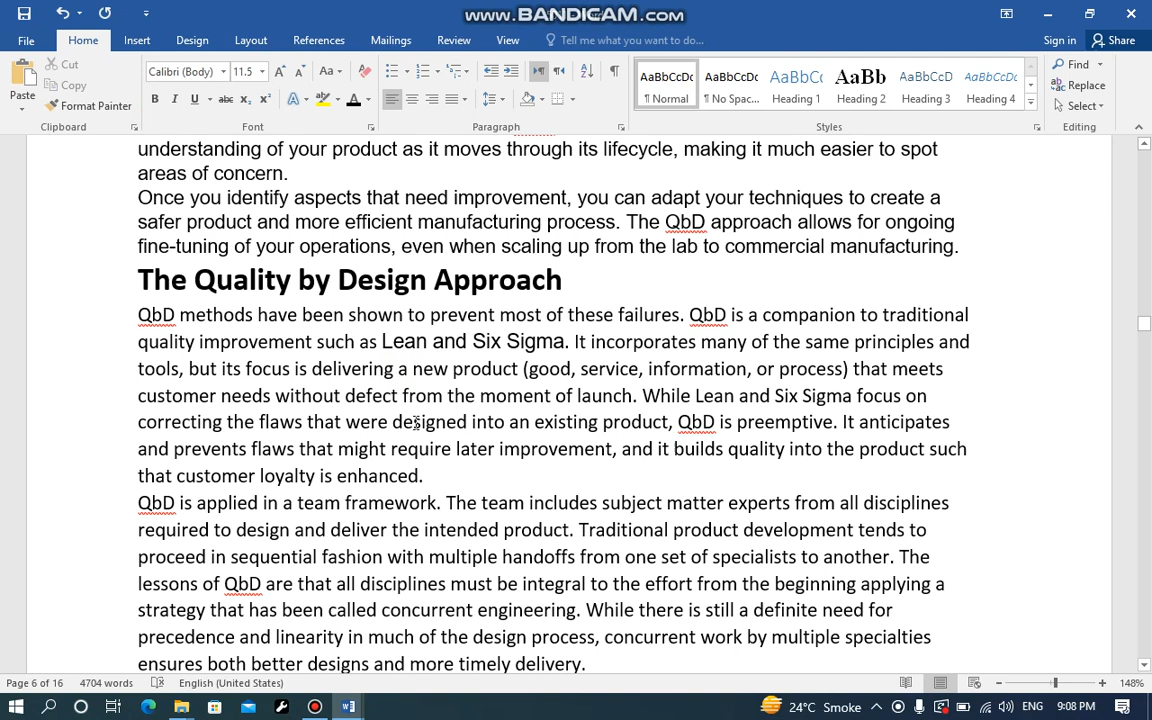 www.BANDICAM.com
File Home Insert Design Layout References Mailings Review View Tell me what you want to do... Sign in Share
Cut
Copy
Format Painter
Paste
Calibri (Body) 11.5
AaBbCcDc AaBbCcDc AaBbCc AaBb AaBbCcD AaBbCcDc
¶ Normal ¶ No Spac... Heading 1 Heading 2 Heading 3 Heading 4
Find
Replace
Select
Clipboard Font Paragraph Styles Editing
understanding of your product as it moves through its lifecycle, making it much easier to spot
areas of concern.
Once you identify aspects that need improvement, you can adapt your techniques to create a
safer product and more efficient manufacturing process. The QbD approach allows for ongoing
fine-tuning of your operations, even when scaling up from the lab to commercial manufacturing.
The Quality by Design Approach
QbD methods have been shown to prevent most of these failures. QbD is a companion to traditional
quality improvement such as Lean and Six Sigma. It incorporates many of the same principles and
tools, but its focus is delivering a new product (good, service, information, or process) that meets
customer needs without defect from the moment of launch. While Lean and Six Sigma focus on
correcting the flaws that were designed into an existing product, QbD is preemptive. It anticipates
and prevents flaws that might require later improvement, and it builds quality into the product such
that customer loyalty is enhanced.
QbD is applied in a team framework. The team includes subject matter experts from all disciplines
required to design and deliver the intended product. Traditional product development tends to
proceed in sequential fashion with multiple handoffs from one set of specialists to another. The
lessons of QbD are that all disciplines must be integral to the effort from the beginning applying a
strategy that has been called concurrent engineering. While there is still a definite need for
precedence and linearity in much of the design process, concurrent work by multiple specialties
ensures both better designs and more timely delivery.
Page 6 of 16 4704 words English (United States) 148%
24°C Smoke ENG 9:08 PM